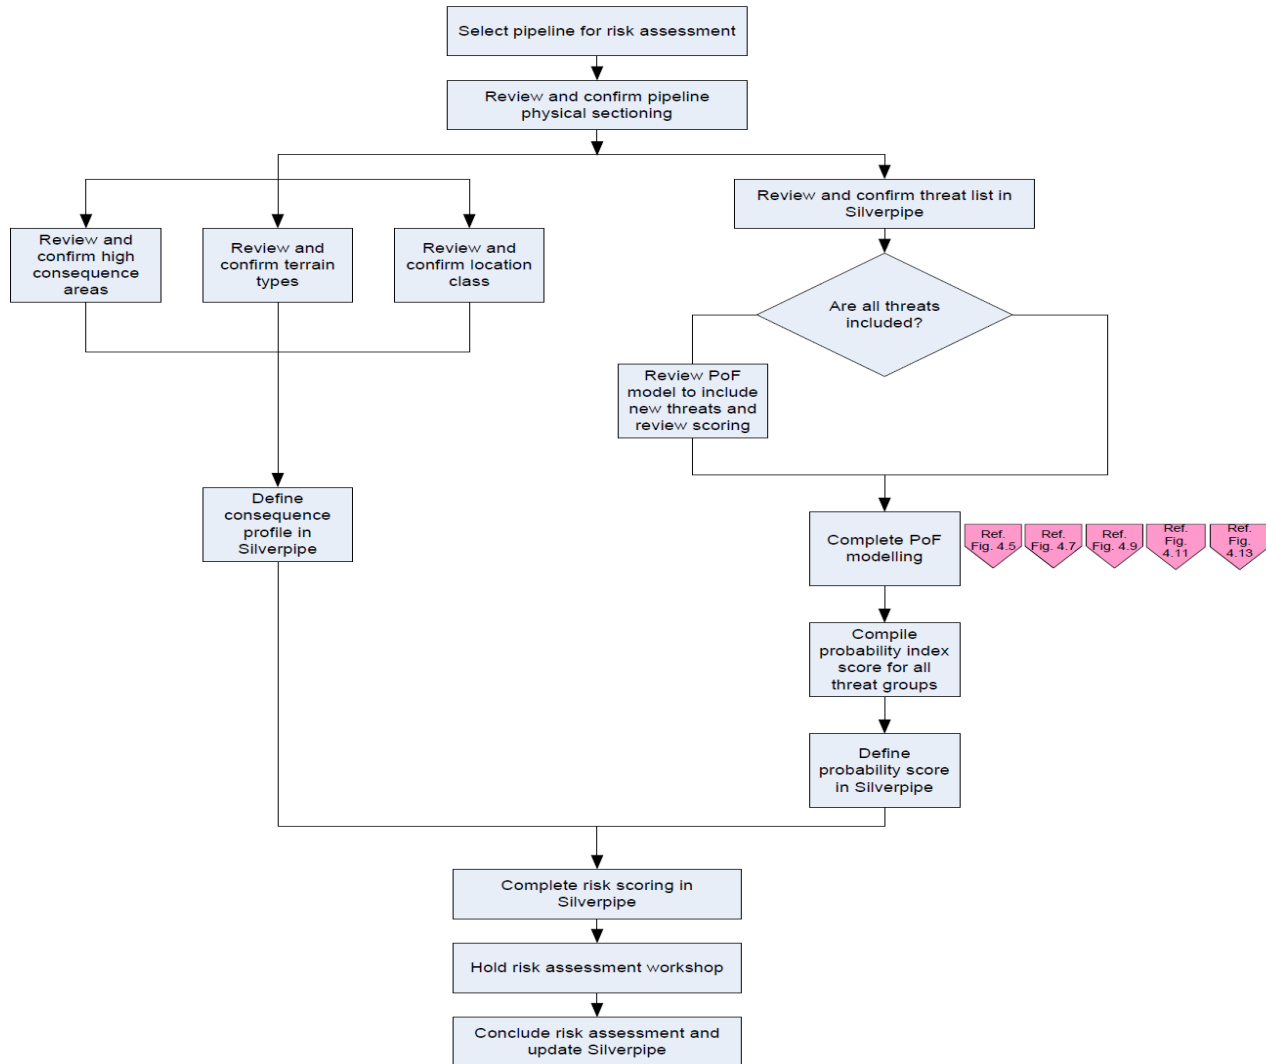 Select pipeline for risk assessment
Review and confirm pipeline
physical sectioning
Review and
confirm high
consequence
areas
Review and
confirm terrain
types
Review and
confirm location
class
Review and confirm threat list in
Silverpipe
Are all threats
included?
Review PoF
model to include
new threats and
review scoring
Define
consequence
profile in
Silverpipe
Complete PoF
modelling
Ref.
Fig. 4.5
Ref.
Fig. 4.7
Ref.
Fig. 4.9
Ref.
Fig.
4.11
Ref.
Fig.
4.13
Compile
probability index
score for all
threat groups
Define
probability score
in Silverpipe
Complete risk scoring in
Silverpipe
Hold risk assessment workshop
Conclude risk assessment and
update Silverpipe